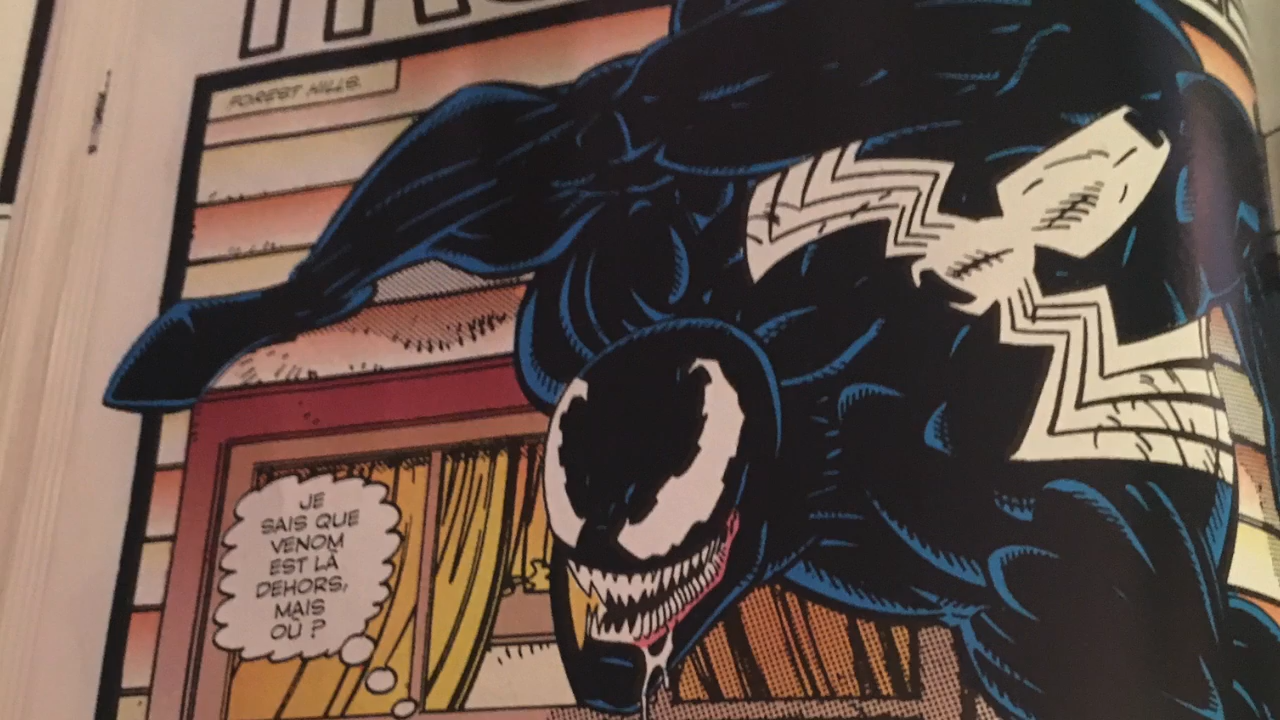 FOREST HILLS.
JE
SAIS QUE
VENOM
EST LÀ
DEHORS,
MAIS
OÙ ?